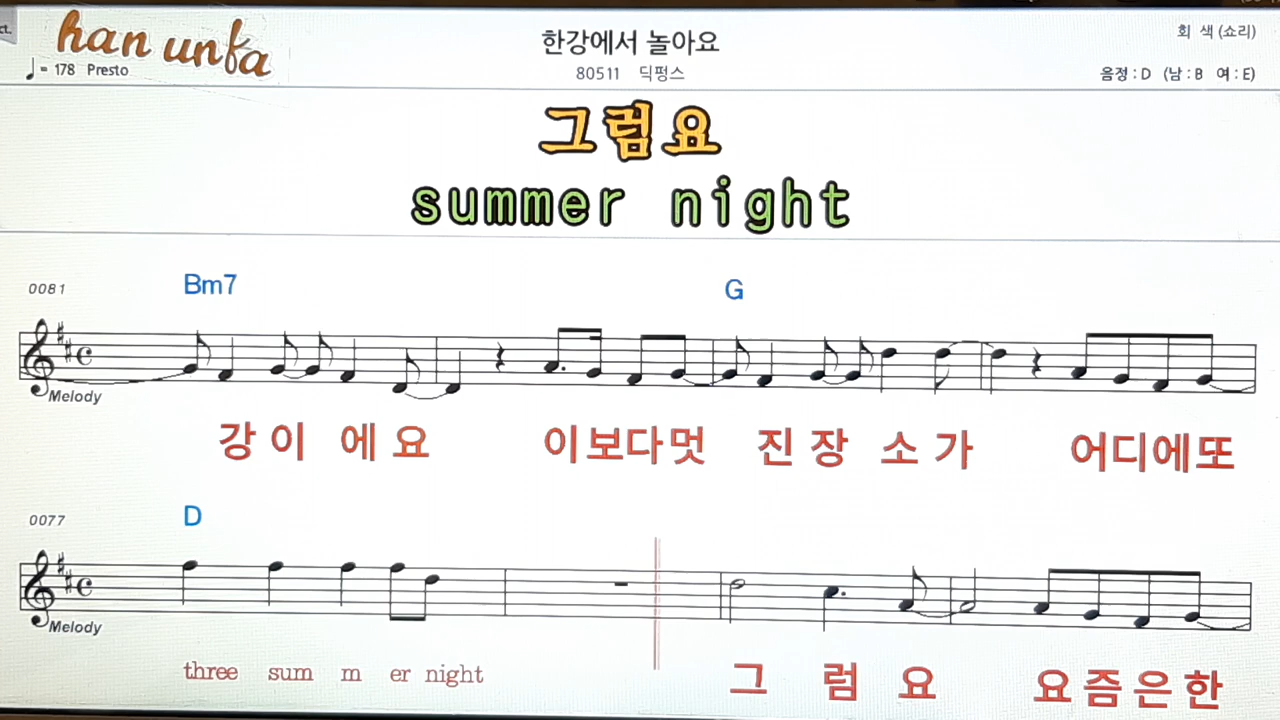 ct.
han unfa
한강에서 놀아요
회 색 (쇼리)
♩= 178 Presto
80511 딕펑스
음정 : D (남 : B 여 : E)
그럼요
summer night
0081
Bm7 G
Melody
강 이 에 요 이보다멋 진 장 소 가 어디에또
0077
D
Melody
three sum m er night 그 럼 요 요즘은한